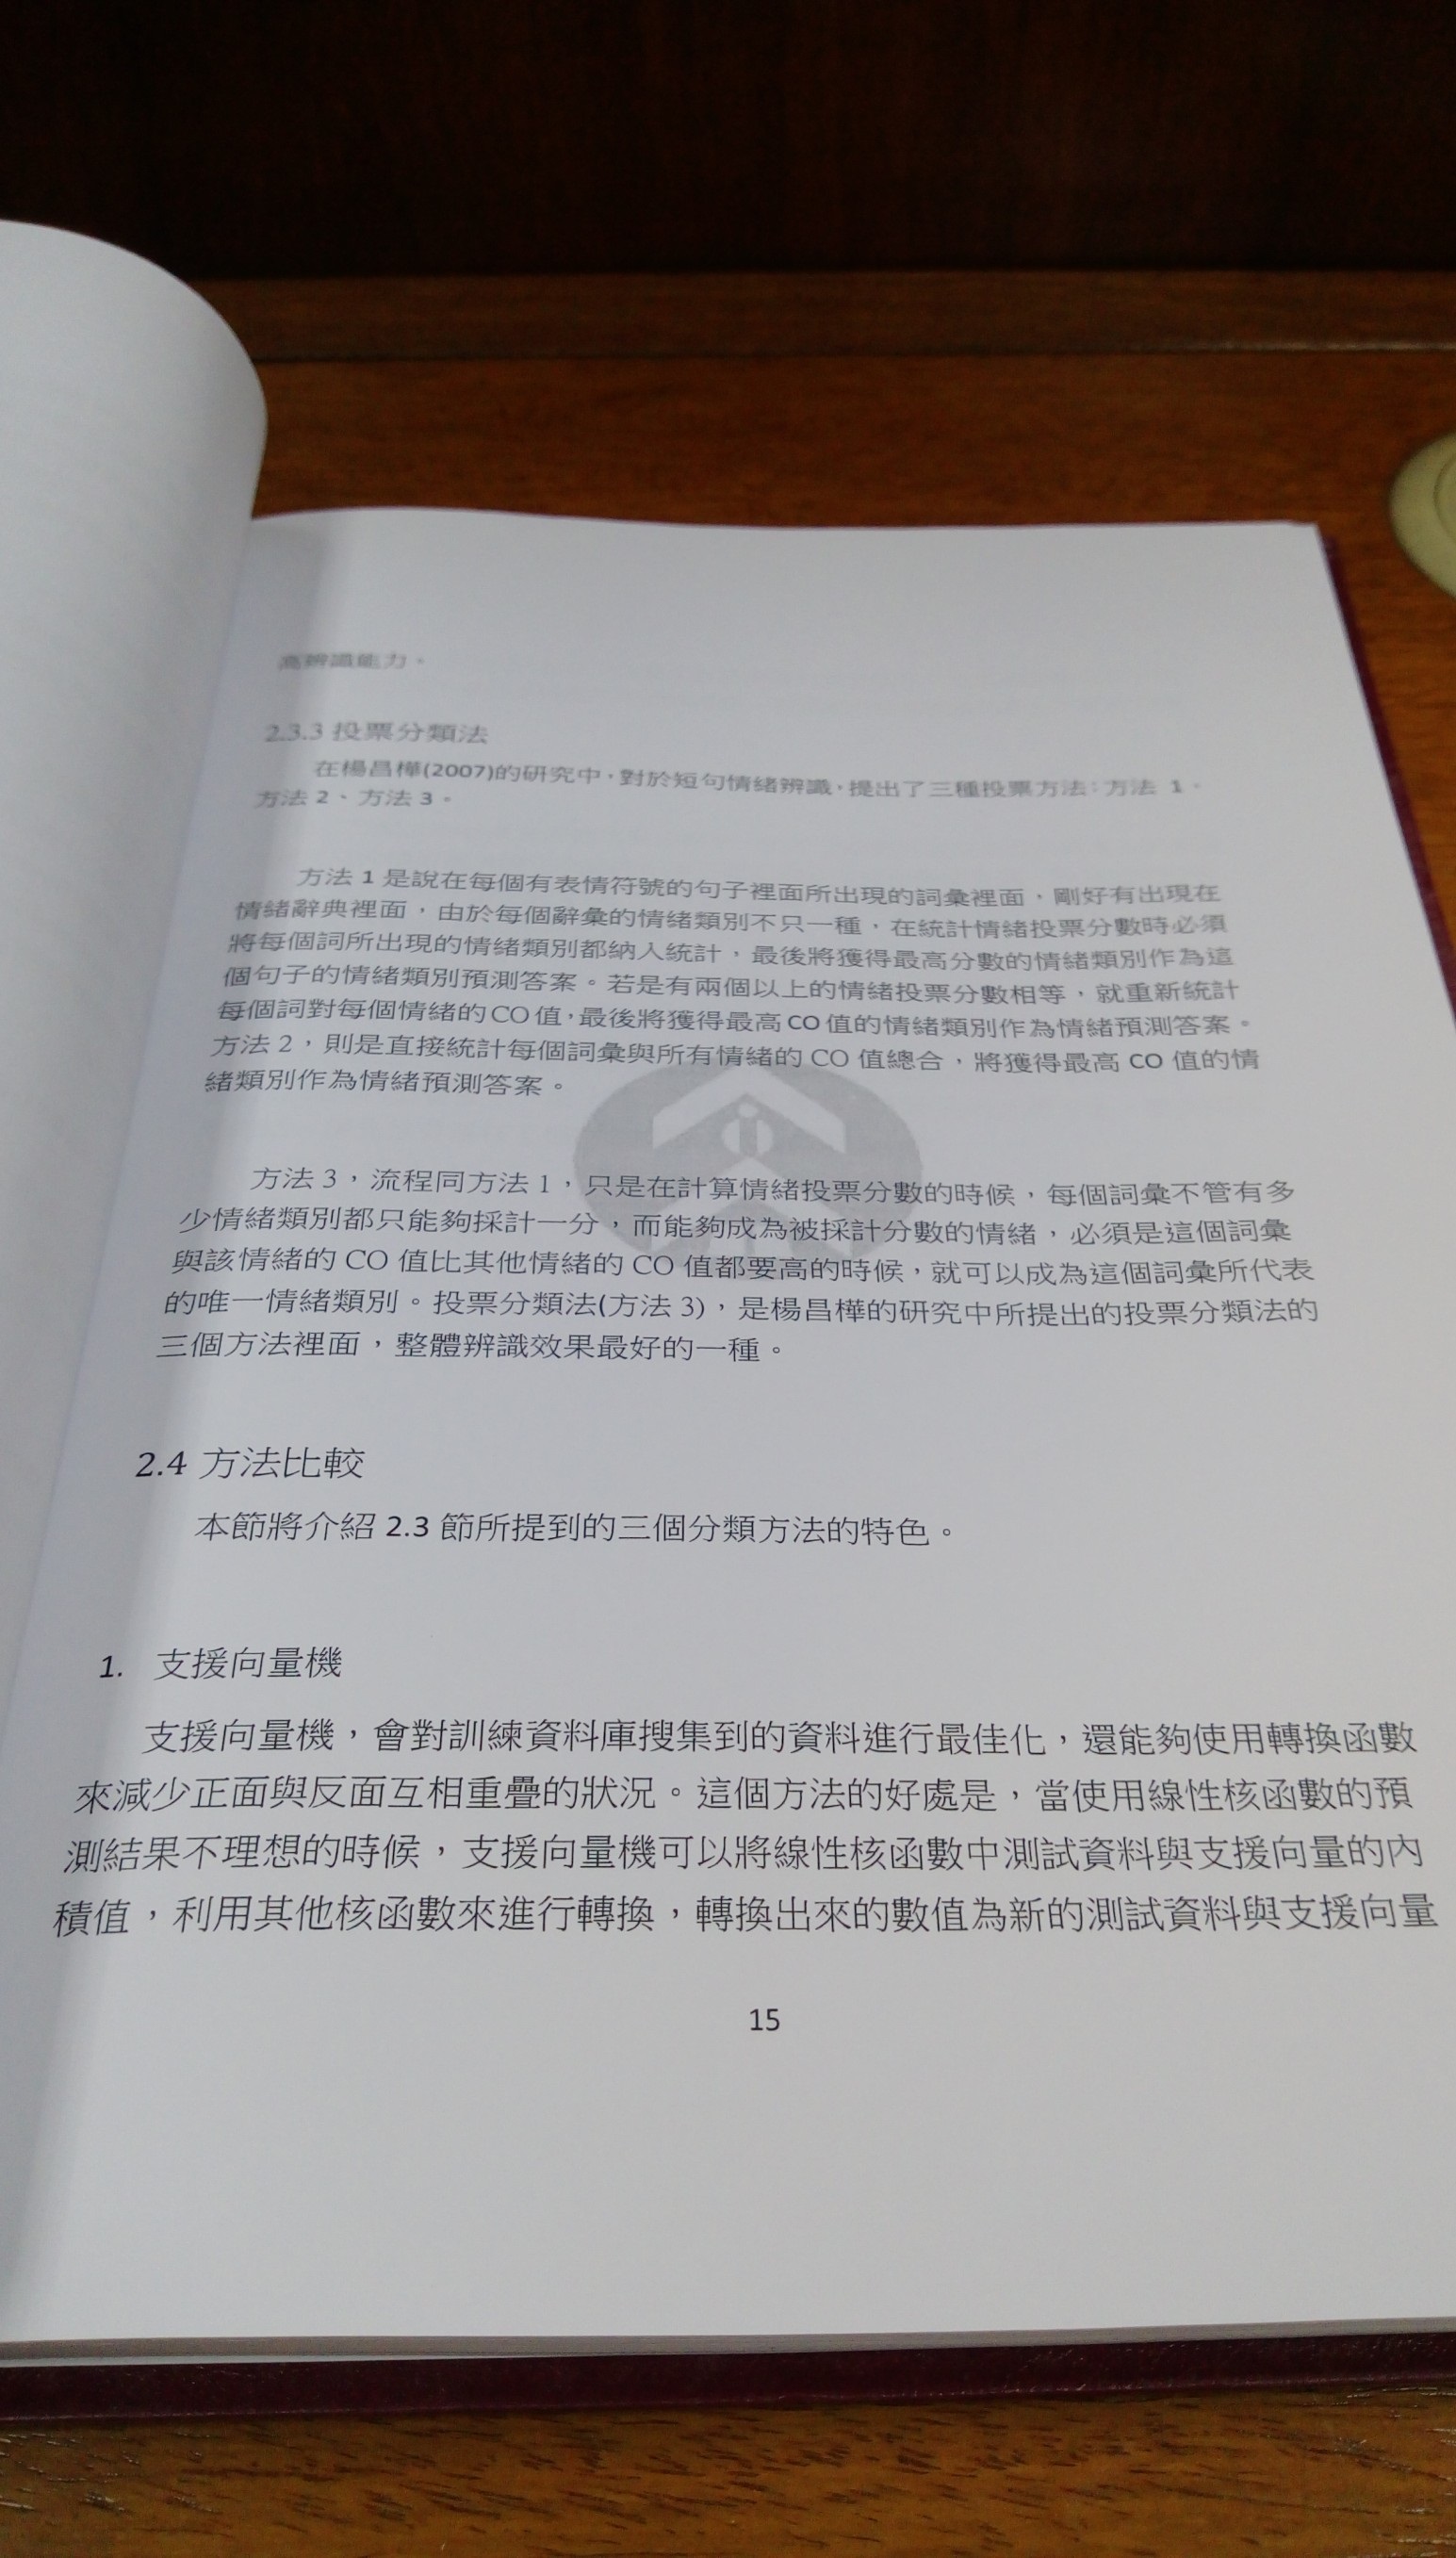 高辨識能力。
2.3.3 投票分類法
在楊昌樺(2007)的研究中，對於短句情緒辨識，提出了三種投票方法：方法 1、
方法 2、方法 3。
方法 1 是說在每個有表情符號的句子裡面所出現的詞彙裡面，剛好有出現在
情緒辭典裡面，由於每個辭彙的情緒類別不只一種，在統計情緒投票分數時必須
將每個詞所出現的情緒類別都納入統計，最後將獲得最高分數的情緒類別作為這
個句子的情緒類別預測答案。若是有兩個以上的情緒投票分數相等，就重新統計
每個詞對每個情緒的 CO 值，最後將獲得最高 CO 值的情緒類別作為情緒預測答案。
方法 2，則是直接統計每個詞彙與所有情緒的 CO 值總合，將獲得最高 CO 值的情
緒類別作為情緒預測答案。
方法 3，流程同方法 1，只是在計算情緒投票分數的時候，每個詞彙不管有多
少情緒類別都只能夠採計一分，而能夠成為被採計分數的情緒，必須是這個詞彙
與該情緒的 CO 值比其他情緒的 CO 值都要高的時候，就可以成為這個詞彙所代表
的唯一情緒類別。投票分類法(方法 3)，是楊昌樺的研究中所提出的投票分類法的
三個方法裡面，整體辨識效果最好的一種。
2.4 方法比較
本節將介紹 2.3 節所提到的三個分類方法的特色。
1. 支援向量機
支援向量機，會對訓練資料庫搜集到的資料進行最佳化，還能夠使用轉換函數
來減少正面與反面互相重疊的狀況。這個方法的好處是，當使用線性核函數的預
測結果不理想的時候，支援向量機可以將線性核函數中測試資料與支援向量的內
積值，利用其他核函數來進行轉換，轉換出來的數值為新的測試資料與支援向量
15